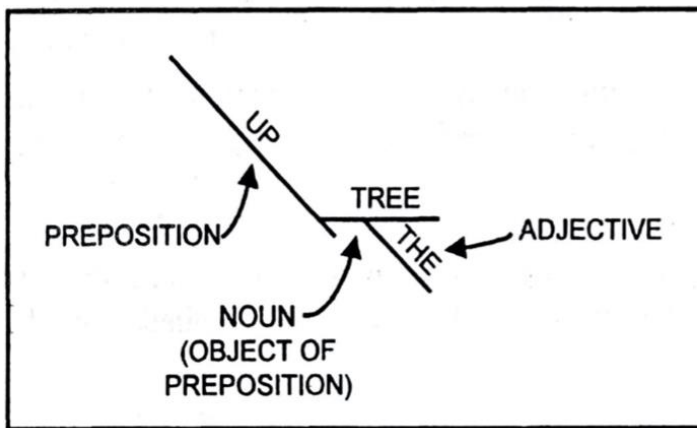 UP
TREE
THE
PREPOSITION
ADJECTIVE
NOUN
(OBJECT OF
PREPOSITION)